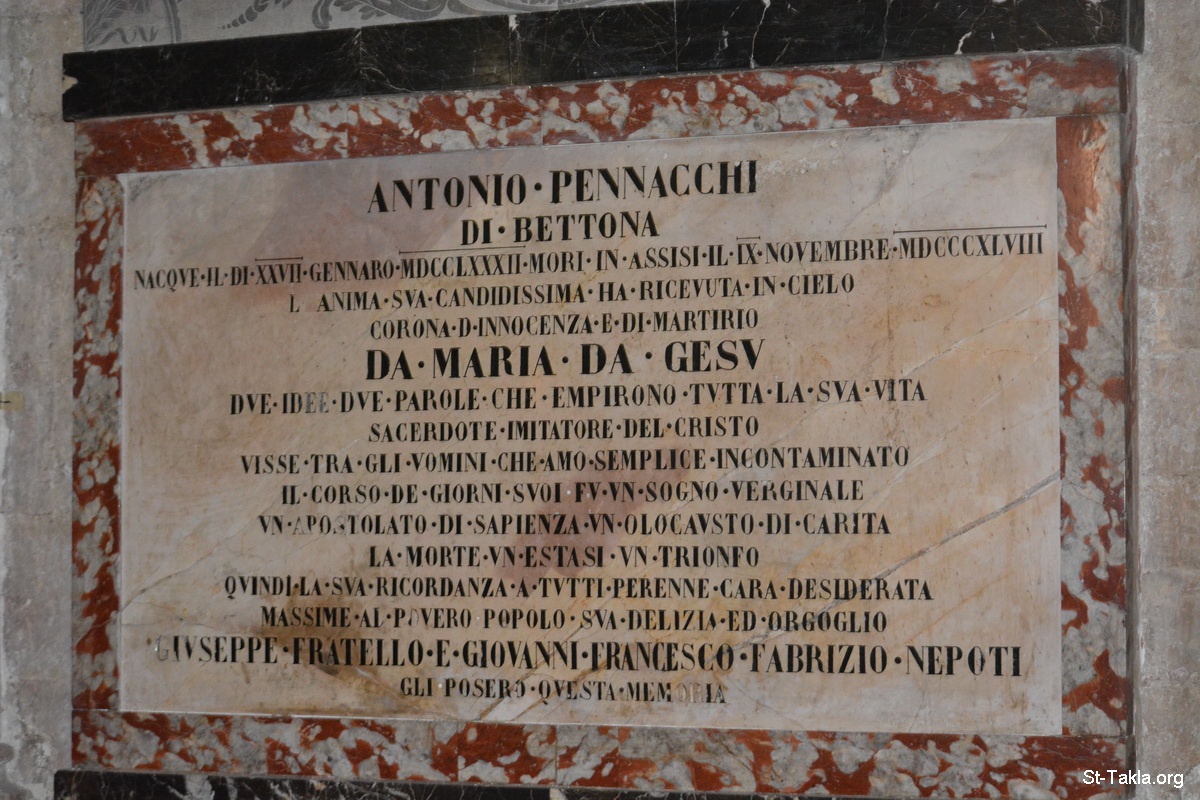 ANTONIO·PENNACCHI
DI·BETTONA
NACQVE·IL·DI·XXVII·GENNARO·MDCCLXXXII·MORI·IN·ASSISI·IL·IX·NOVEMBRE·MDCCCXLVIII
L ANIMA·SVA·CANDIDISSIMA·HA·RICEVUTA·IN·CIELO
CORONA·D·INNOCENZA·E·DI·MARTIRIO
DA·MARIA·DA·GESV
DVE·IDEE·DVE·PAROLE·CHE·EMPIRONO·TVTTA·LA·SVA·VITA
SACERDOTE·IMITATORE·DEL·CRISTO
VISSE·TRA·GLI·VOMINI·CHE·AMO·SEMPLICE·INCONTAMINATO
IL·CORSO·DE·GIORNI·SVOI·FV·VN·SOGNO·VERGINALE
VN·APOSTOLATO·DI·SAPIENZA·VN·OLOCAVSTO·DI·CARITA
LA·MORTE·VN·ESTASI·VN·TRIONFO
QVINDI·LA·SVA·RICORDANZA·A·TVTTI·PERENNE·CARA·DESIDERATA
MASSIME·AL·POVERO POPOLO·SVA·DELIZIA·ED·ORGOGLIO
GIVSEPPE·FRATELLO·E·GIOVANNI·FRANCESCO·FABRIZIO·NEPOTI
GLI·POSERO·QVESTA·MEMORIA
St-Takla.org